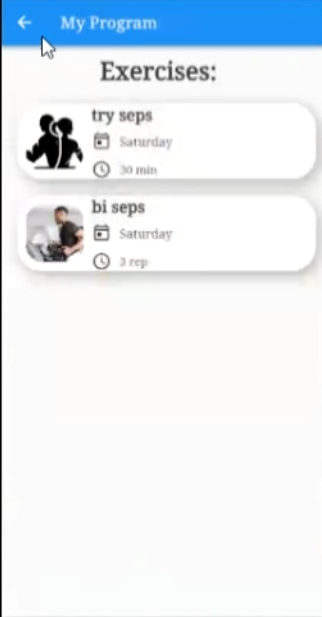 My Program
Exercises:
try seps
Saturday
30 min
bi seps
Saturday
3 rep